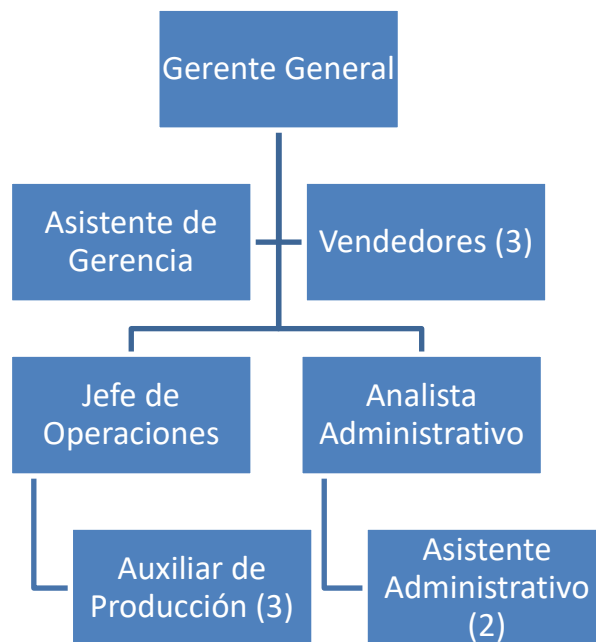 Gerente General
Asistente de
Gerencia
Vendedores (3)
Jefe de
Operaciones
Analista
Administrativo
Auxiliar de
Producción (3)
Asistente
Administrativo
(2)